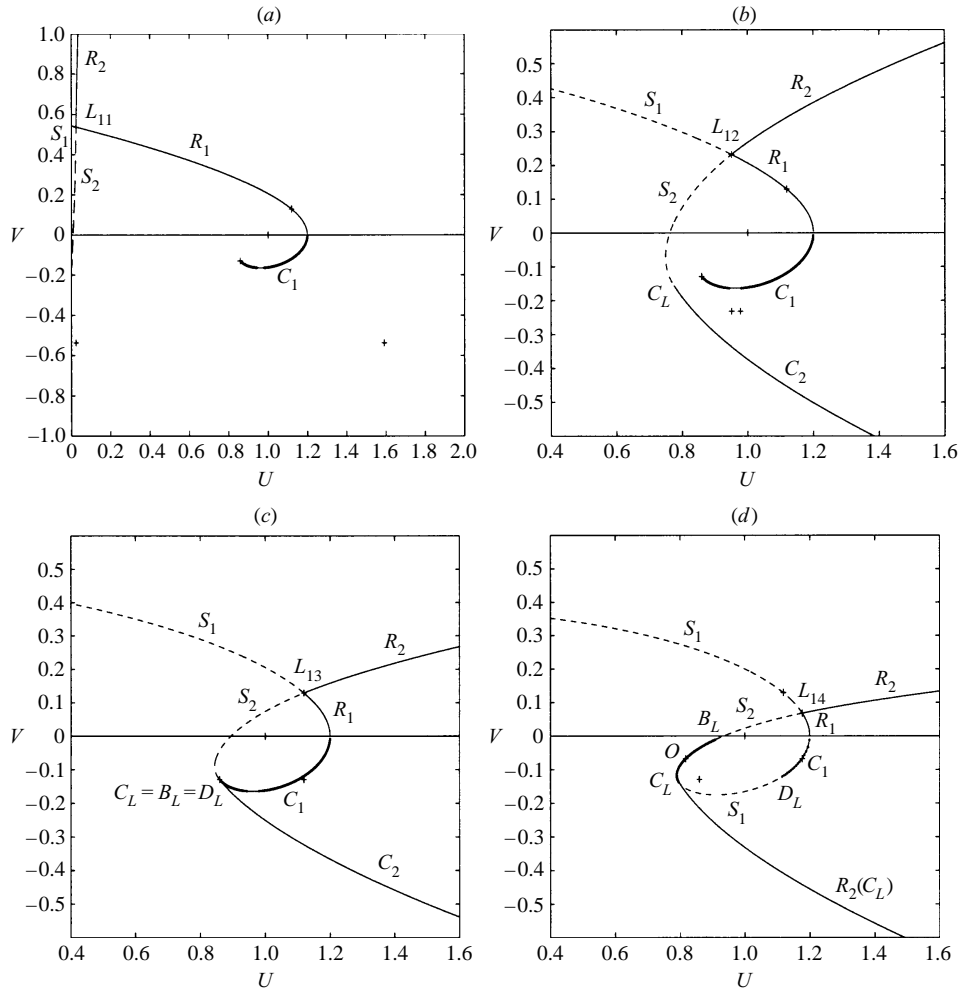 (a)
1.0
0.8
0.6
0.4
0.2
0
−0.2
−0.4
−0.6
−0.8
−1.0
V
R2
L11
S1
R1
S2
C1
0 0.2 0.4 0.6 0.8 1.0 1.2 1.4 1.6 1.8 2.0
U
(b)
0.5
0.4
0.3
0.2
0.1
0
−0.1
−0.2
−0.3
−0.4
−0.5
V
R2
S1
L12
R1
S2
CL
C1
C2
0.4 0.6 0.8 1.0 1.2 1.4 1.6
U
(c)
0.5
0.4
0.3
0.2
0.1
0
−0.1
−0.2
−0.3
−0.4
−0.5
V
S1
R2
L13
S2
R1
CL = BL = DL
C1
C2
0.4 0.6 0.8 1.0 1.2 1.4 1.6
U
(d)
0.5
0.4
0.3
0.2
0.1
0
−0.1
−0.2
−0.3
−0.4
−0.5
V
S1
L14
R2
S2
BL
R1
O
C1
CL
DL
S1
R2(CL)
0.4 0.6 0.8 1.0 1.2 1.4 1.6
U